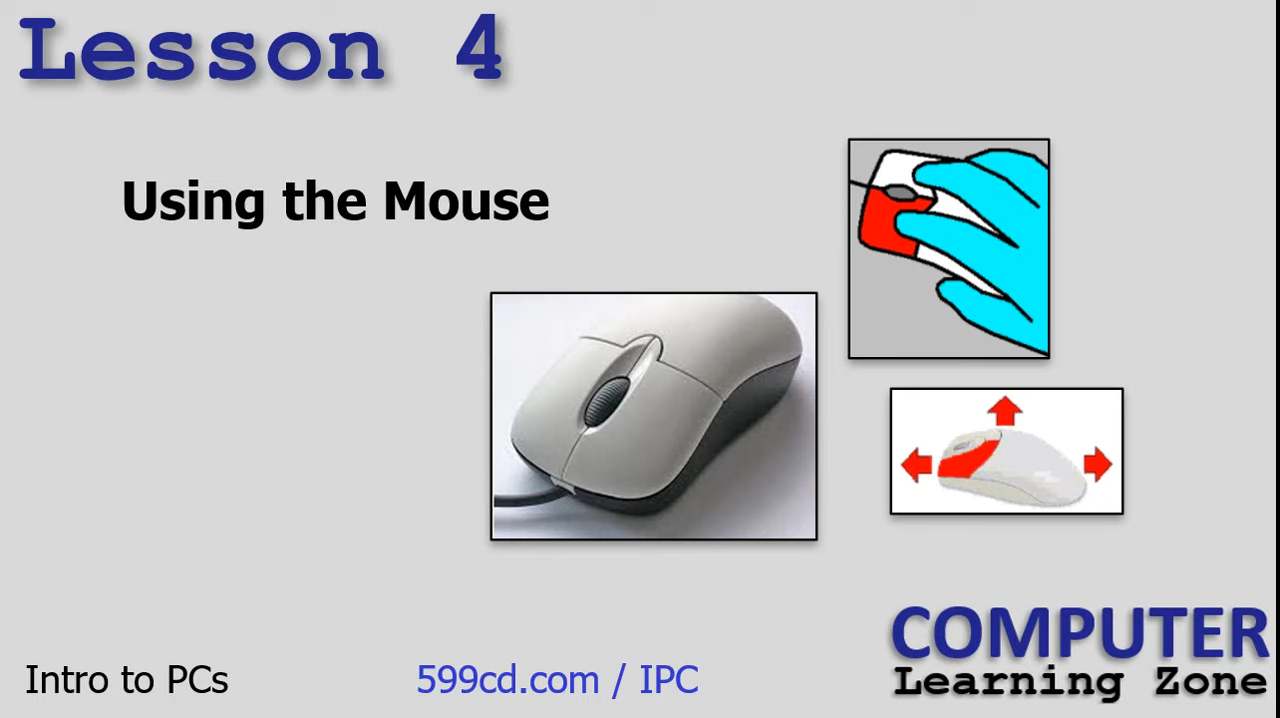 Lesson 4
Using the Mouse
Intro to PCs
599cd.com / IPC
COMPUTER
Learning Zone